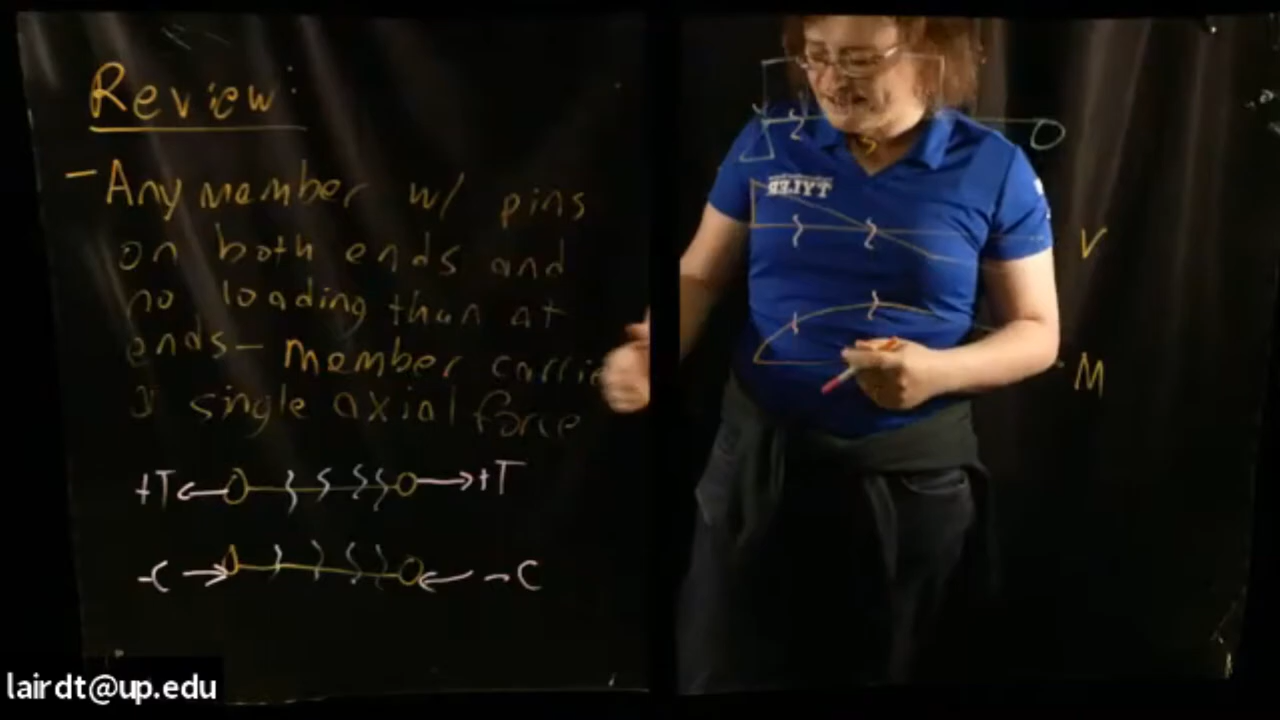 Review:
- Any member w/ pins
on both ends and
no loading than at
ends - member carrie
single axial force
+T +T
-C -C
V
M
TYLER
lairdt@up.edu